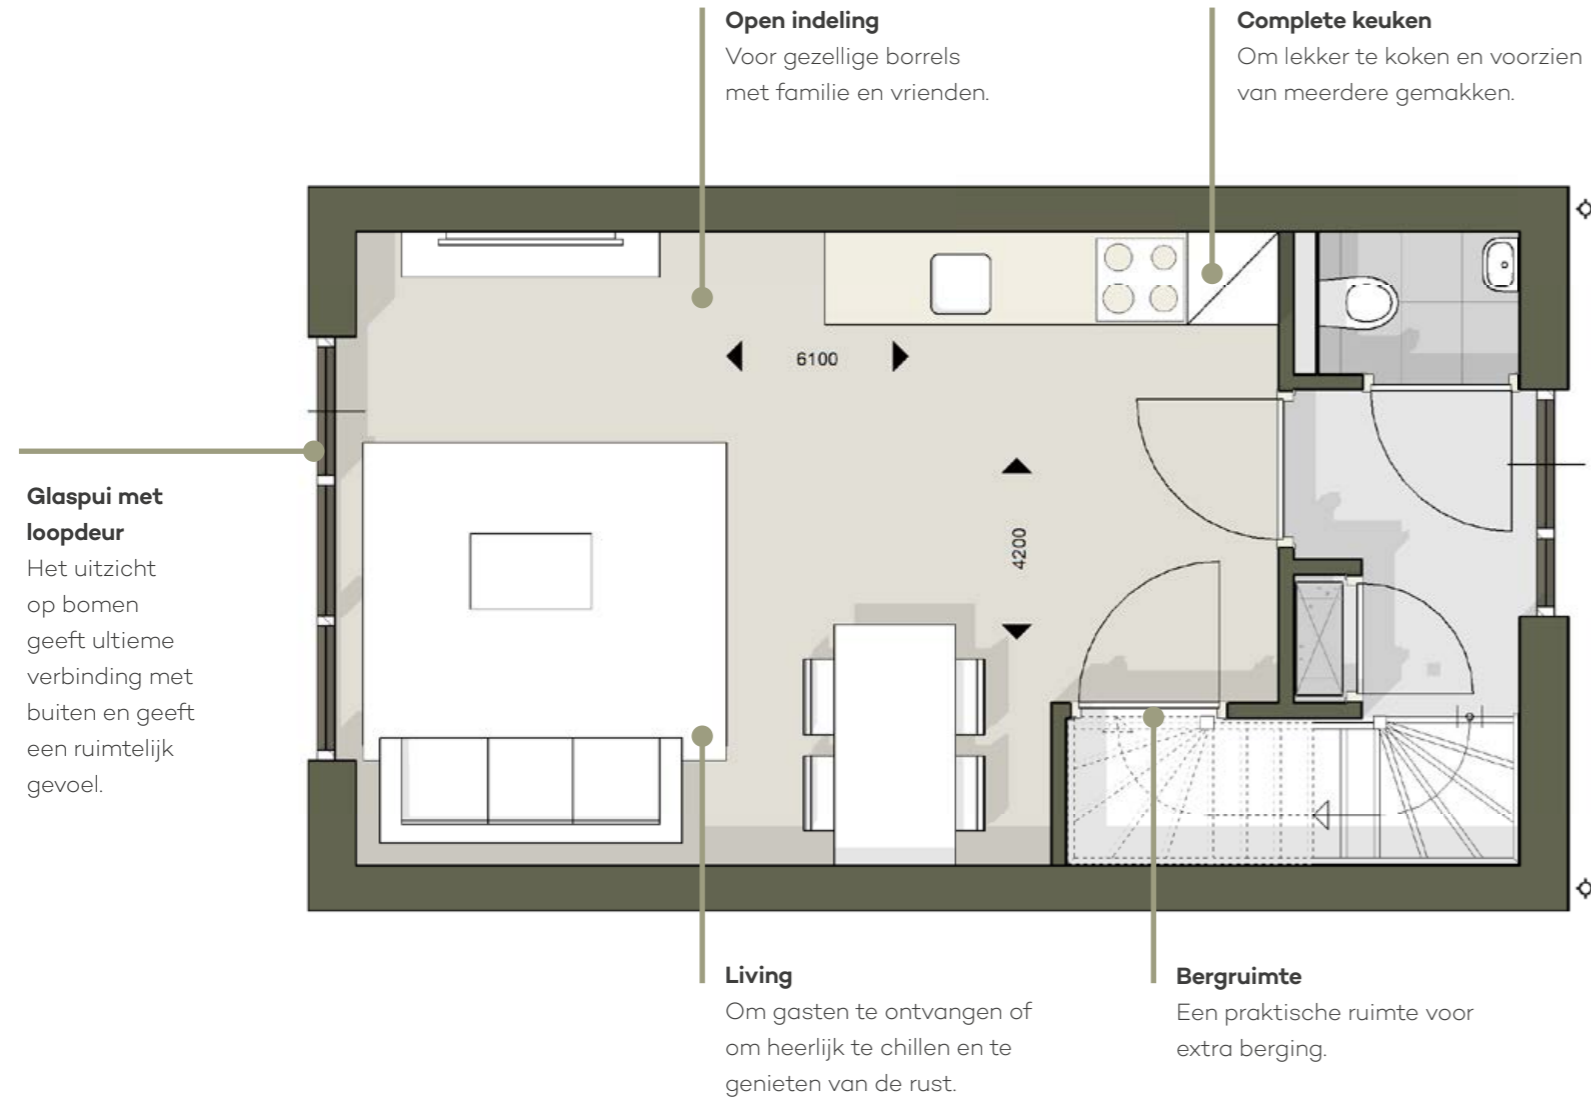 Open indeling
Voor gezellige borrels
met familie en vrienden.
Complete keuken
Om lekker te koken en voorzien
van meerdere gemakken.
6100
4200
Glaspui met
loopdeur
Het uitzicht
op bomen
geeft ultieme
verbinding met
buiten en geeft
een ruimtelijk
gevoel.
Living
Om gasten te ontvangen of
om heerlijk te chillen en te
genieten van de rust.
Bergruimte
Een praktische ruimte voor
extra berging.